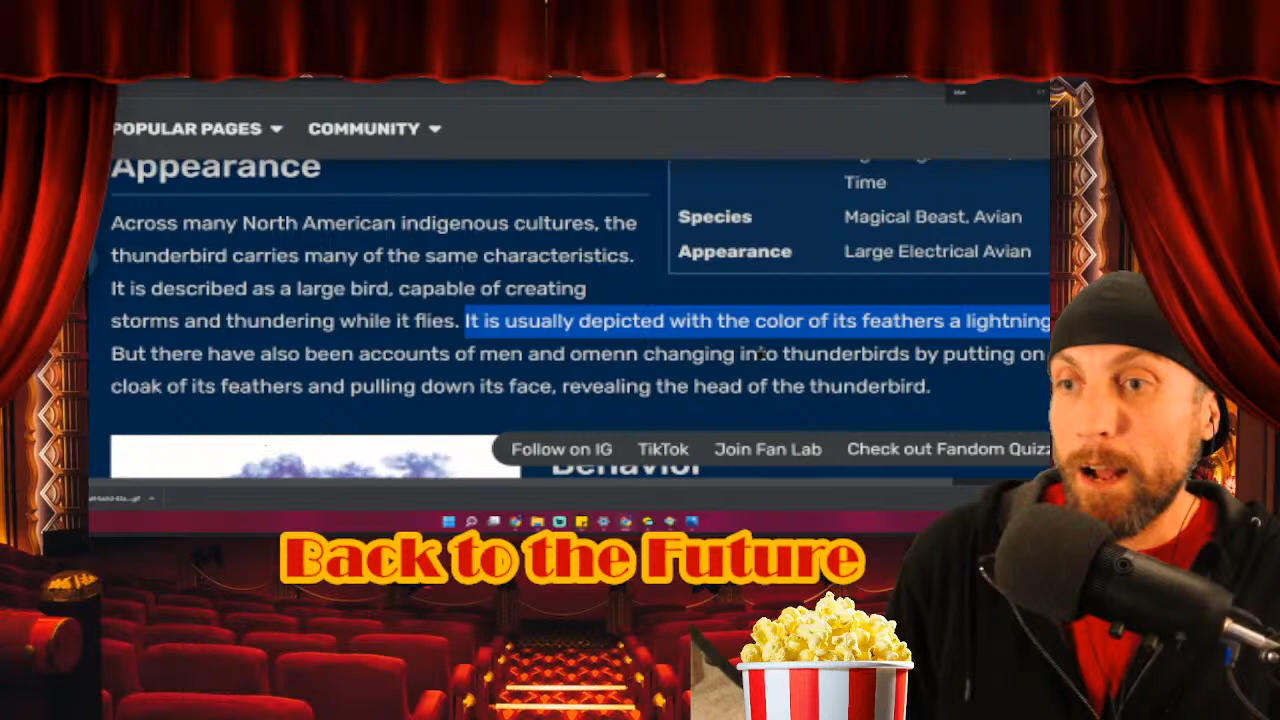 POPULAR PAGES COMMUNITY
Appearance
Across many North American indigenous cultures, the
thunderbird carries many of the same characteristics.
It is described as a large bird, capable of creating
storms and thundering while it flies. It is usually depicted with the color of its feathers a lightning
But there have also been accounts of men and omenn changing into thunderbirds by putting on
cloak of its feathers and pulling down its face, revealing the head of the thunderbird.
Time
Species Magical Beast, Avian
Appearance Large Electrical Avian
Follow on IG TikTok Join Fan Lab Check out Fandom Quizz
Behavior
Back to the Future